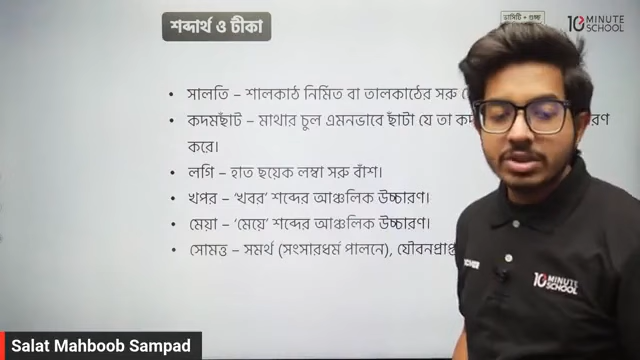 শব্দার্থ ও টীকা
ভার্সিটি + গুচ্ছ
10 MINUTE SCHOOL
• সালতি – শালকাঠ নির্মিত বা তালকাঠের সরু
• কদমছাঁট – মাথার চুল এমনভাবে ছাঁটা যে তা কদ
করে।
• লগি – হাত ছয়েক লম্বা সরু বাঁশ।
• খপর – ‘খবর’ শব্দের আঞ্চলিক উচ্চারণ।
• মেয়া – ‘মেয়ে’ শব্দের আঞ্চলিক উচ্চারণ।
• সোমত্ত – সমর্থ (সংসারধর্ম পালনে), যৌবনপ্রাপ্ত
10 MINUTE SCHOOL
Salat Mahboob Sampad